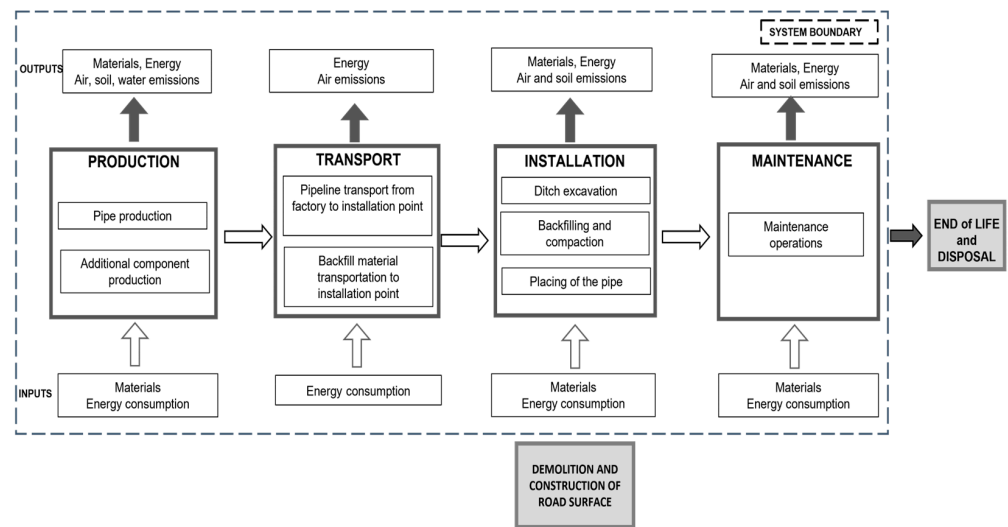 SYSTEM BOUNDARY
OUTPUTS
Materials, Energy
Air, soil, water emissions
Energy
Air emissions
Materials, Energy
Air and soil emissions
Materials, Energy
Air and soil emissions
PRODUCTION
Pipe production
Additional component
production
TRANSPORT
Pipeline transport from
factory to installation point
Backfill material
transportation to
installation point
INSTALLATION
Ditch excavation
Backfilling and
compaction
Placing of the pipe
MAINTENANCE
Maintenance
operations
END of LIFE
and
DISPOSAL
INPUTS
Materials
Energy consumption
Energy consumption
Materials
Energy consumption
Materials
Energy consumption
DEMOLITION AND
CONSTRUCTION OF
ROAD SURFACE